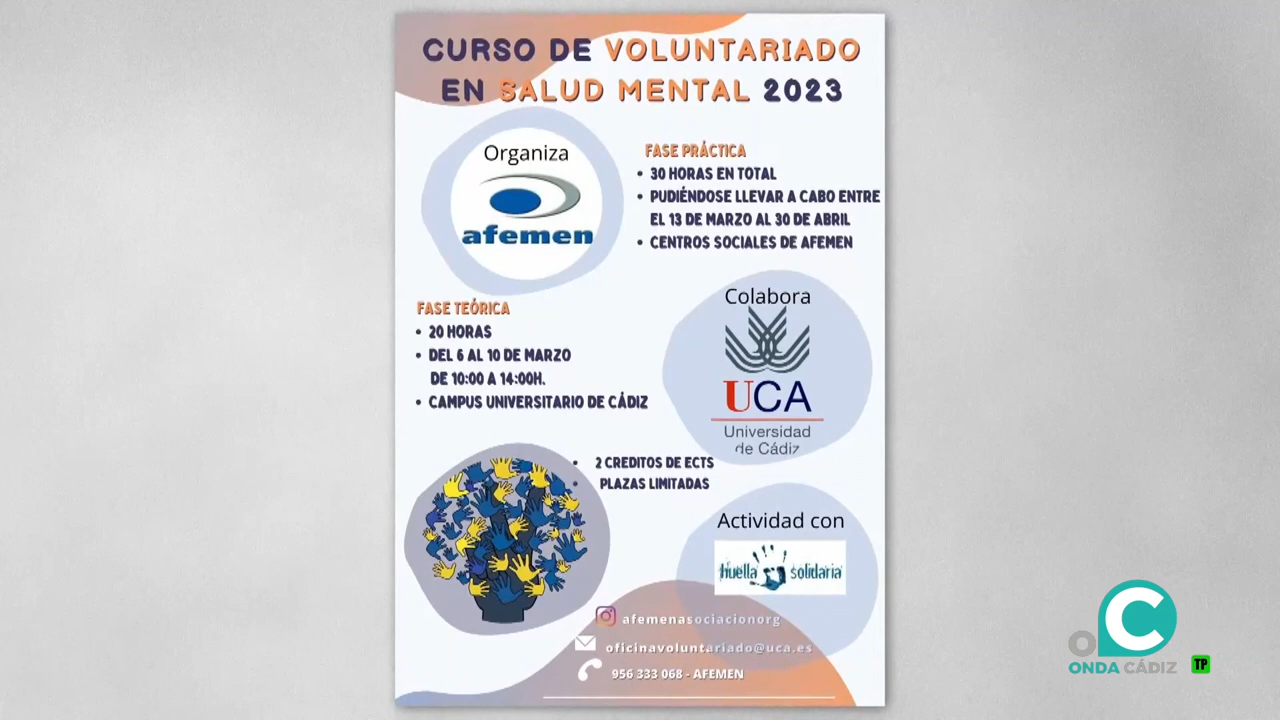 CURSO DE VOLUNTARIADO
EN SALUD MENTAL 2023
Organiza
afemen
FASE PRÁCTICA
• 30 HORAS EN TOTAL
• PUDIÉNDOSE LLEVAR A CABO ENTRE
EL 13 DE MARZO AL 30 DE ABRIL
• CENTROS SOCIALES DE AFEMEN
FASE TEÓRICA
• 20 HORAS
• DEL 6 AL 10 DE MARZO
DE 10:00 A 14:00H.
• CAMPUS UNIVERSITARIO DE CÁDIZ
Colabora
UCA
Universidad
de Cádiz
• 2 CREDITOS DE ECTS
• PLAZAS LIMITADAS
Actividad con
huella solidaria
afemenasociacionorg
oficinavoluntariado@uca.es
956 333 068 - AFEMEN
OC
ONDA CÁDIZ
TP